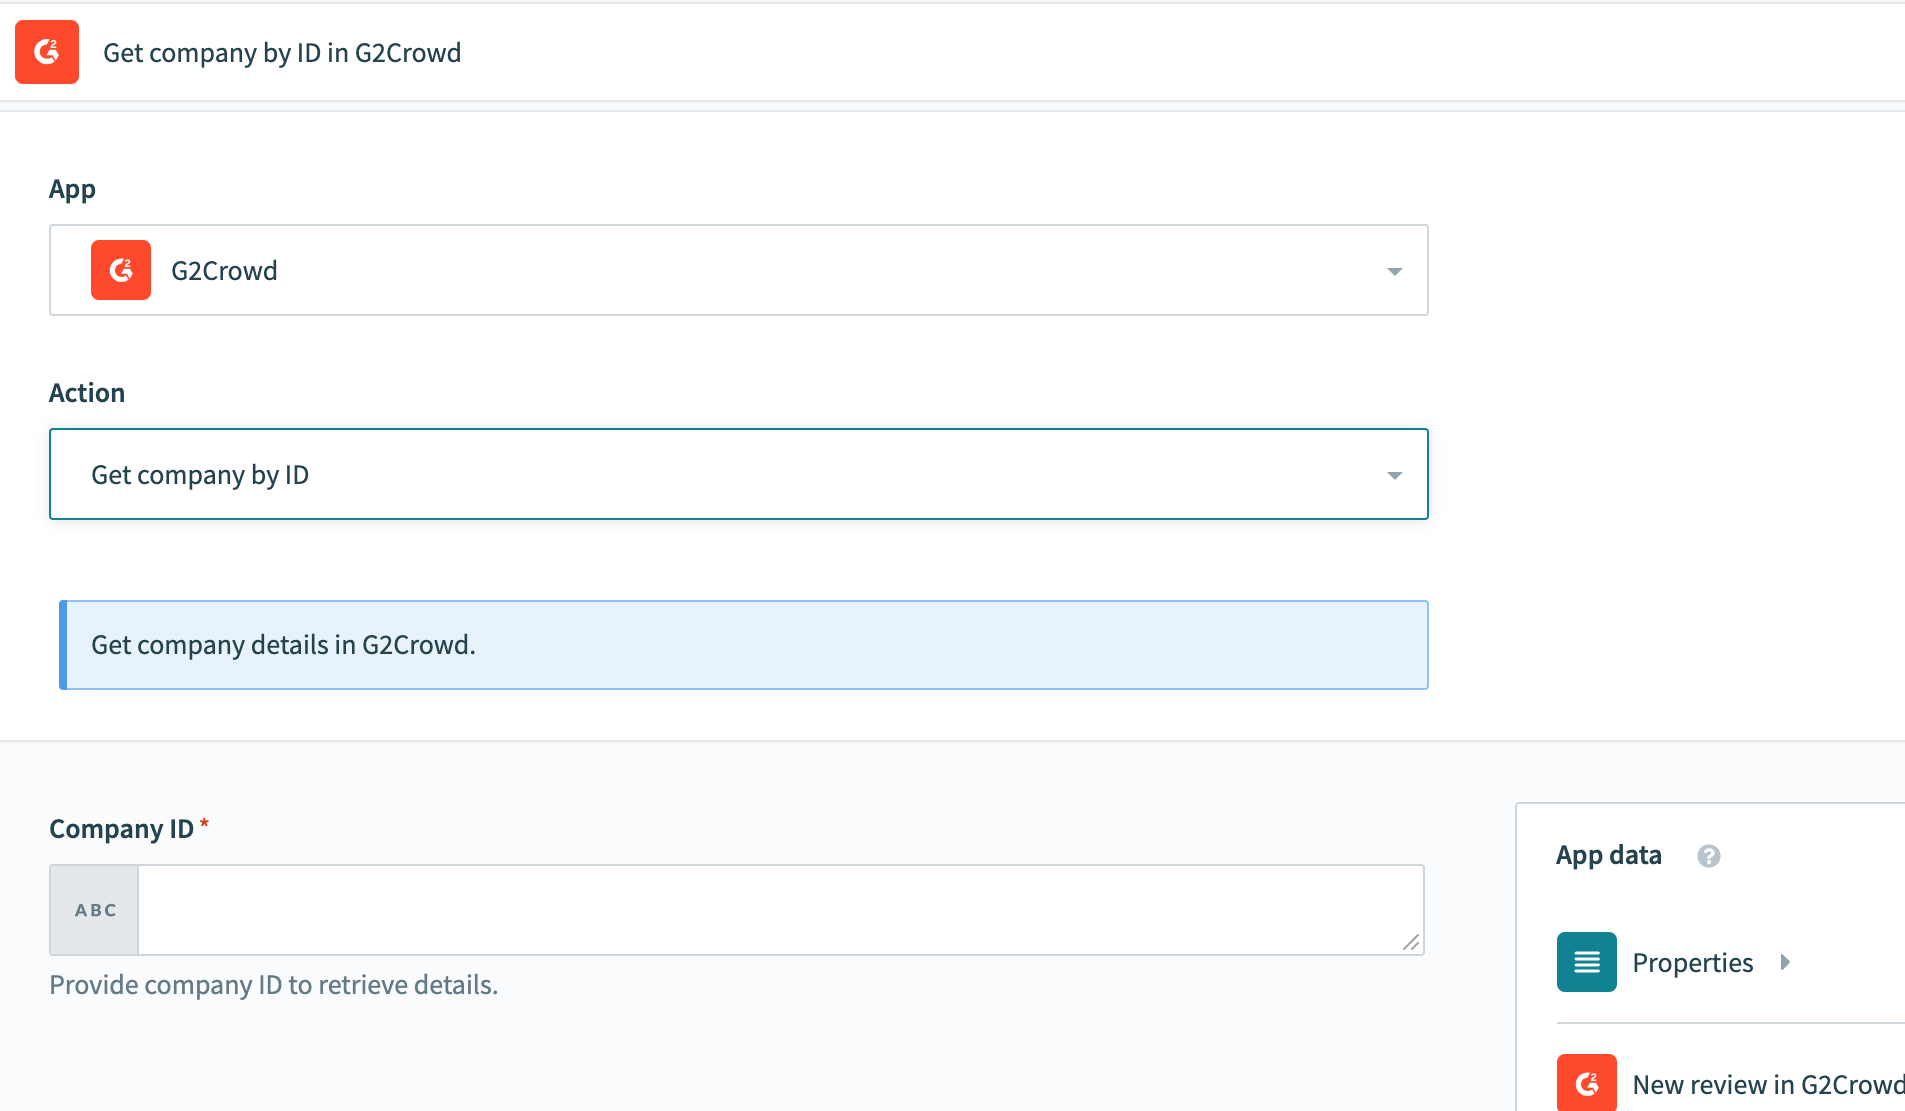 Get company by ID in G2Crowd
App
G2Crowd
Action
Get company by ID
Get company details in G2Crowd.
Company ID *
ABC
Provide company ID to retrieve details.
App data ?
Properties
New review in G2Crowd